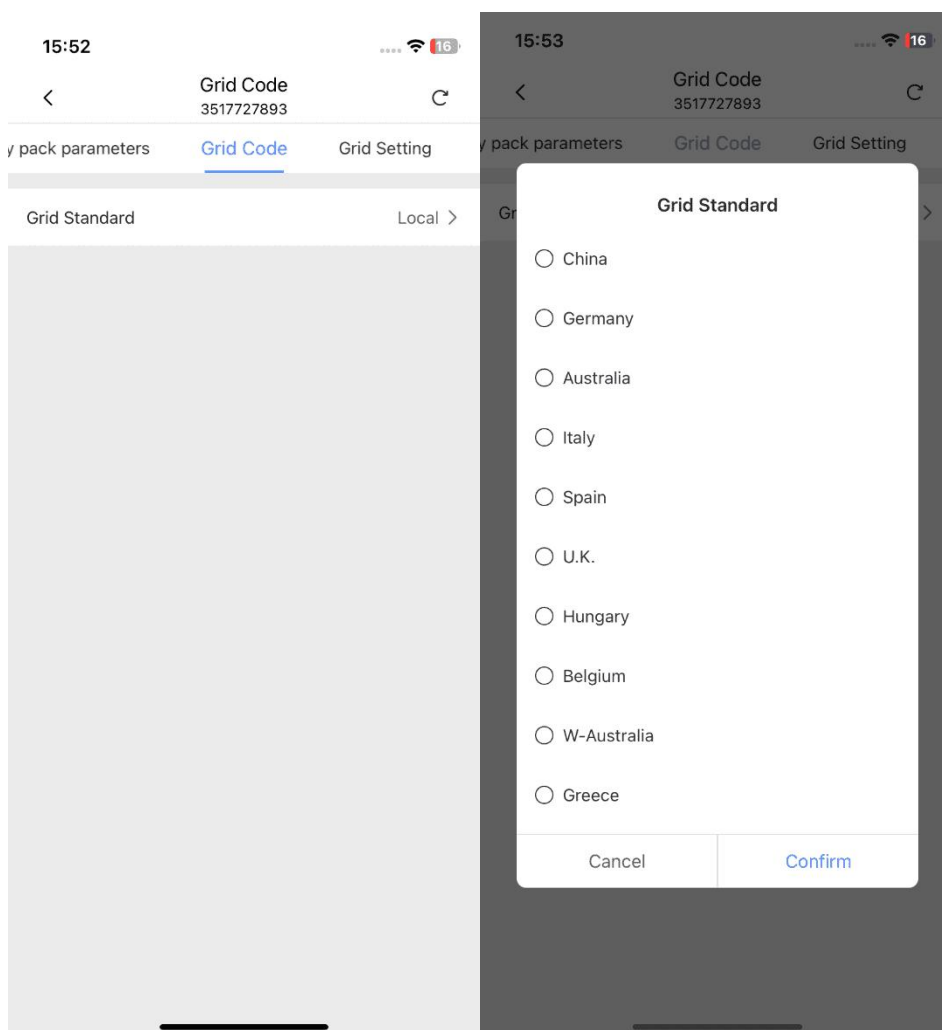 15:52
16
Grid Code
3517727893
y pack parameters
Grid Code
Grid Setting
Grid Standard
Local
15:53
16
Grid Code
3517727893
y pack parameters
Grid Code
Grid Setting
Gr
Grid Standard
China
Germany
Australia
Italy
Spain
U.K.
Hungary
Belgium
W-Australia
Greece
Cancel
Confirm